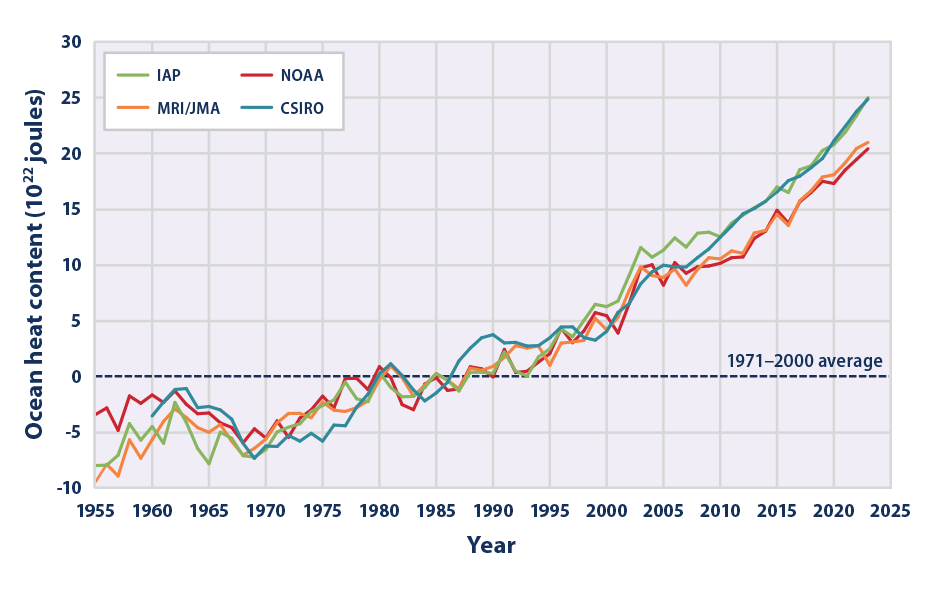 Ocean heat content (10²² joules)
30
25
20
15
10
5
0
-5
-10
IAP
NOAA
MRI/JMA
CSIRO
1971–2000 average
1955 1960 1965 1970 1975 1980 1985 1990 1995 2000 2005 2010 2015 2020 2025
Year